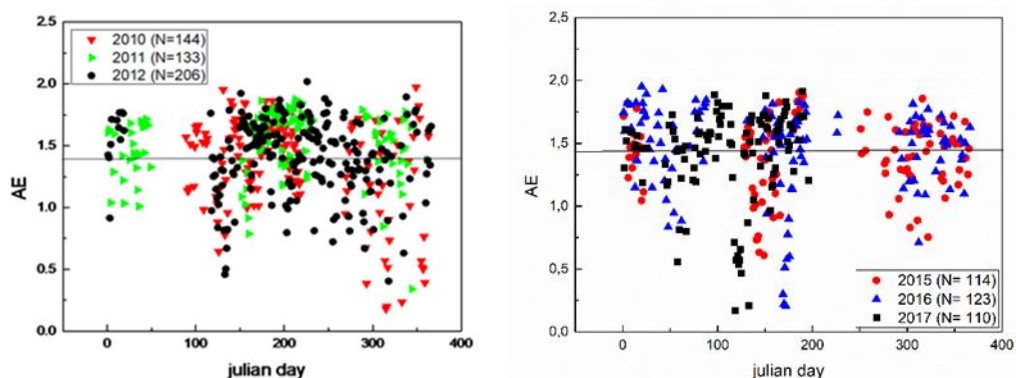 2.5
2010 (N=144)
2011 (N=133)
2012 (N=206)
2.0
1.5
1.0
0.5
0.0
AE
0 100 200 300 400
julian day
2,5
2,0
1,5
1,0
0,5
0,0
AE
2015 (N= 114)
2016 (N= 123)
2017 (N= 110)
0 100 200 300 400
julian day